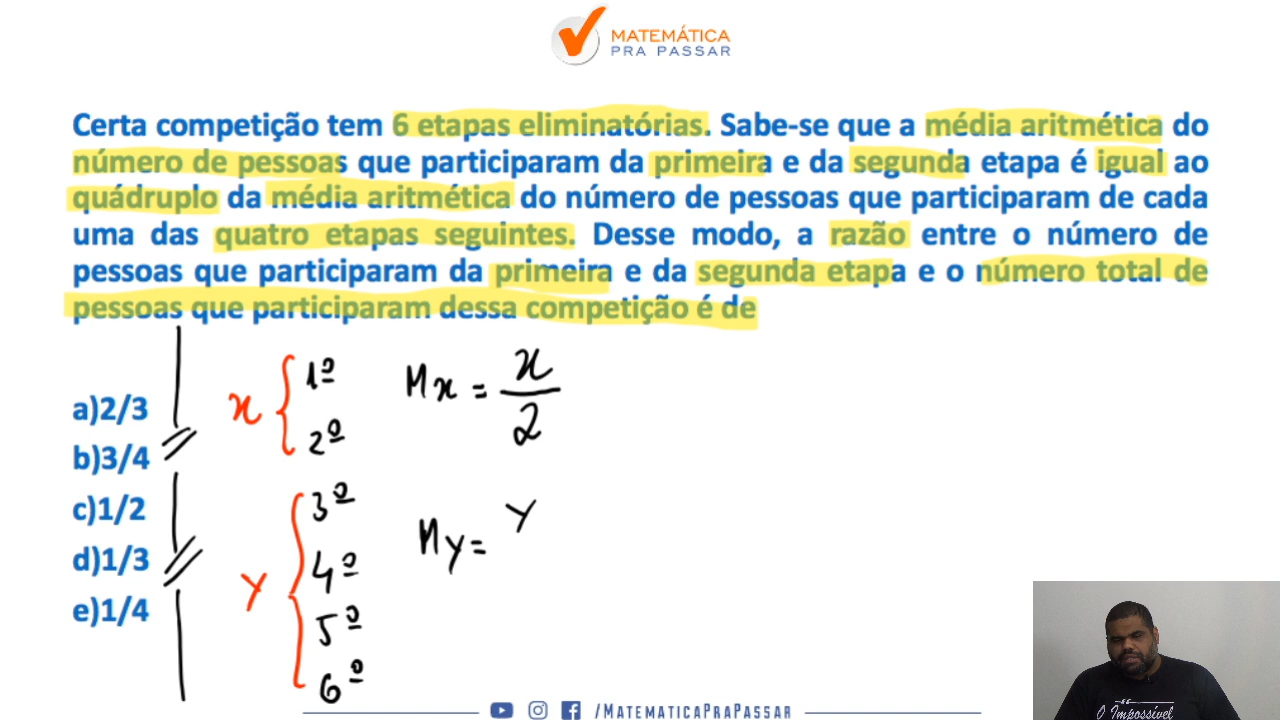 MATEMÁTICA
PRA PASSAR
Certa competição tem 6 etapas eliminatórias. Sabe-se que a média aritmética do
número de pessoas que participaram da primeira e da segunda etapa é igual ao
quádruplo da média aritmética do número de pessoas que participaram de cada
uma das quatro etapas seguintes. Desse modo, a razão entre o número de
pessoas que participaram da primeira e da segunda etapa e o número total de
pessoas que participaram dessa competição é de
a)2/3
b)3/4
c)1/2
d)1/3
e)1/4
x { 1º
2º
Mx = x/2
y { 3º
4º
5º
6º
My = y
O Impossível
/MatematicaPraPassar